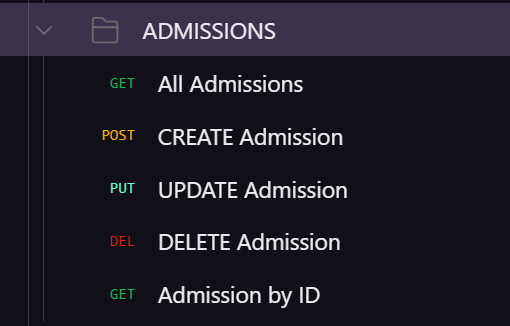 ADMISSIONS
GET All Admissions
POST CREATE Admission
PUT UPDATE Admission
DEL DELETE Admission
GET Admission by ID